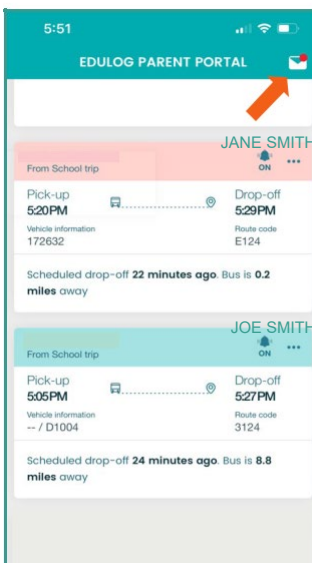 5:51
EDULOG PARENT PORTAL
JANE SMITH
From School trip
ON
Pick-up
Drop-off
5:20PM
5:29PM
Vehicle information
Route code
172632
E124
Scheduled drop-off 22 minutes ago. Bus is 0.2
miles away
JOE SMITH
From School trip
ON
Pick-up
Drop-off
5:05PM
5:27PM
Vehicle information
Route code
-- / D1004
3124
Scheduled drop-off 24 minutes ago. Bus is 8.8
miles away